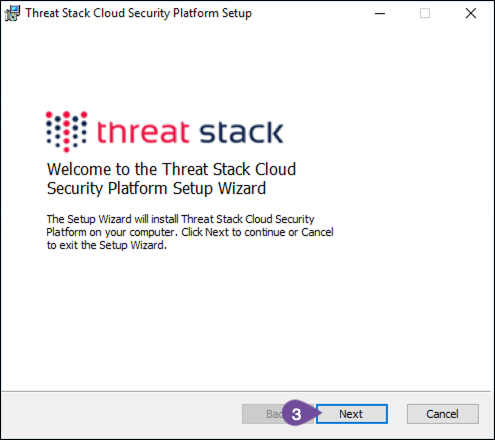 Threat Stack Cloud Security Platform Setup
threat stack
Welcome to the Threat Stack Cloud
Security Platform Setup Wizard
The Setup Wizard will install Threat Stack Cloud Security
Platform on your computer. Click Next to continue or Cancel
to exit the Setup Wizard.
3 Next Cancel